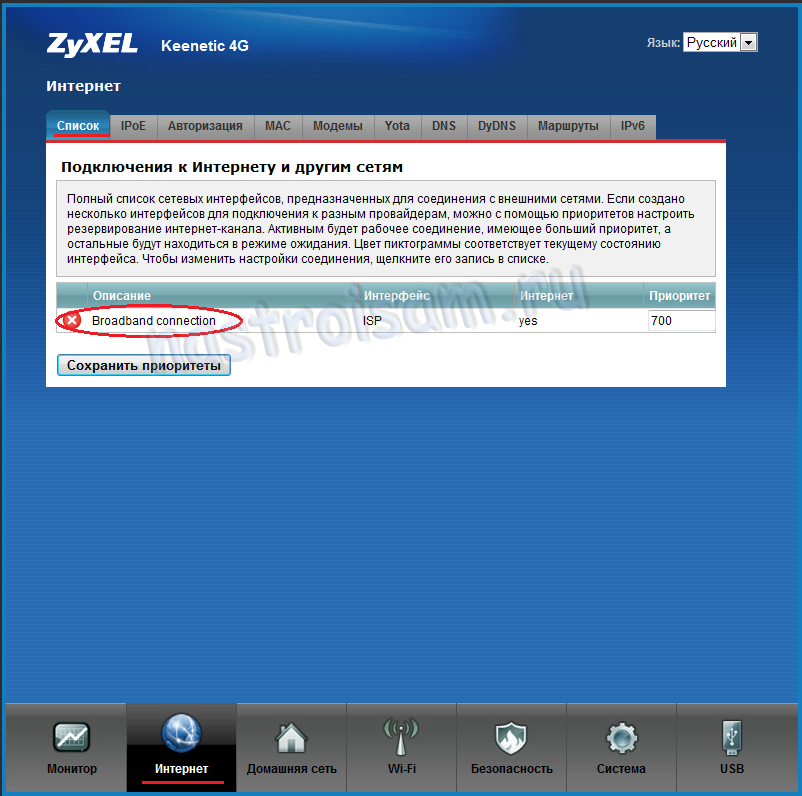 ZyXEL Keenetic 4G Язык: Русский
Интернет
Список IPoE Авторизация MAC Модемы Yota DNS DyDNS Маршруты IPv6
Подключения к Интернету и другим сетям
Полный список сетевых интерфейсов, предназначенных для соединения с внешними сетями. Если создано
несколько интерфейсов для подключения к разным провайдерам, можно с помощью приоритетов настроить
резервирование интернет-канала. Активным будет рабочее соединение, имеющее больший приоритет, а
остальные будут находиться в режиме ожидания. Цвет пиктограммы соответствует текущему состоянию
интерфейса. Чтобы изменить настройки соединения, щелкните его запись в списке.
Описание Интерфейс Интернет Приоритет
Broadband connection ISP yes 700
Сохранить приоритеты
nastroisam.ru
Монитор Интернет Домашняя сеть Wi-Fi Безопасность Система USB